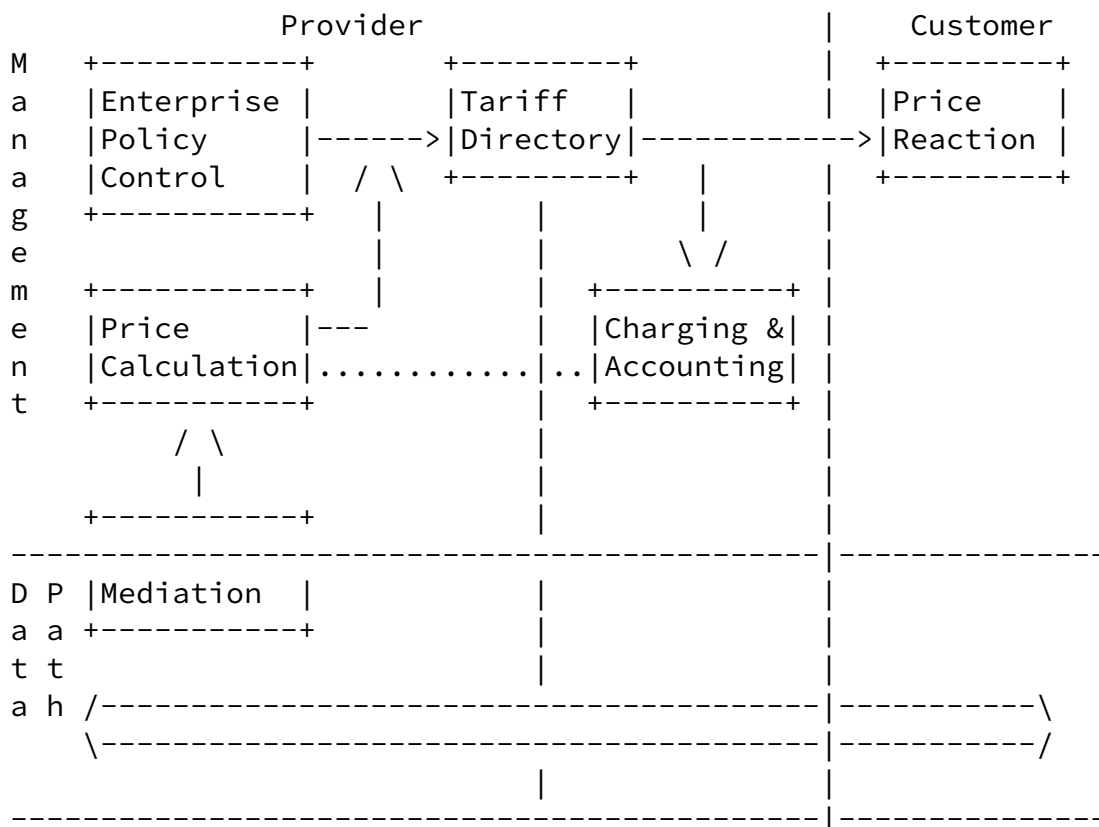 Provider | Customer
M +-----------+ +---------+ | +---------+
a |Enterprise | |Tariff | | |Price |
n |Policy |------>|Directory|------------>|Reaction |
a |Control | / \ +---------+ | | +---------+
g +-----------+ | | | |
e | | \ / |
m +-----------+ | | +----------+ |
e |Price |--- | |Charging &| |
n |Calculation|............|..|Accounting| |
t +-----------+ | +----------+ |
/ \ | |
| | |
+-----------+ | |
---------------------------------------------|---------------
D P |Mediation | | |
a a +-----------+ | |
t t | |
a h /----------------------------------------|-----------\
\----------------------------------------|-----------/
| |
---------------------------------------------|---------------